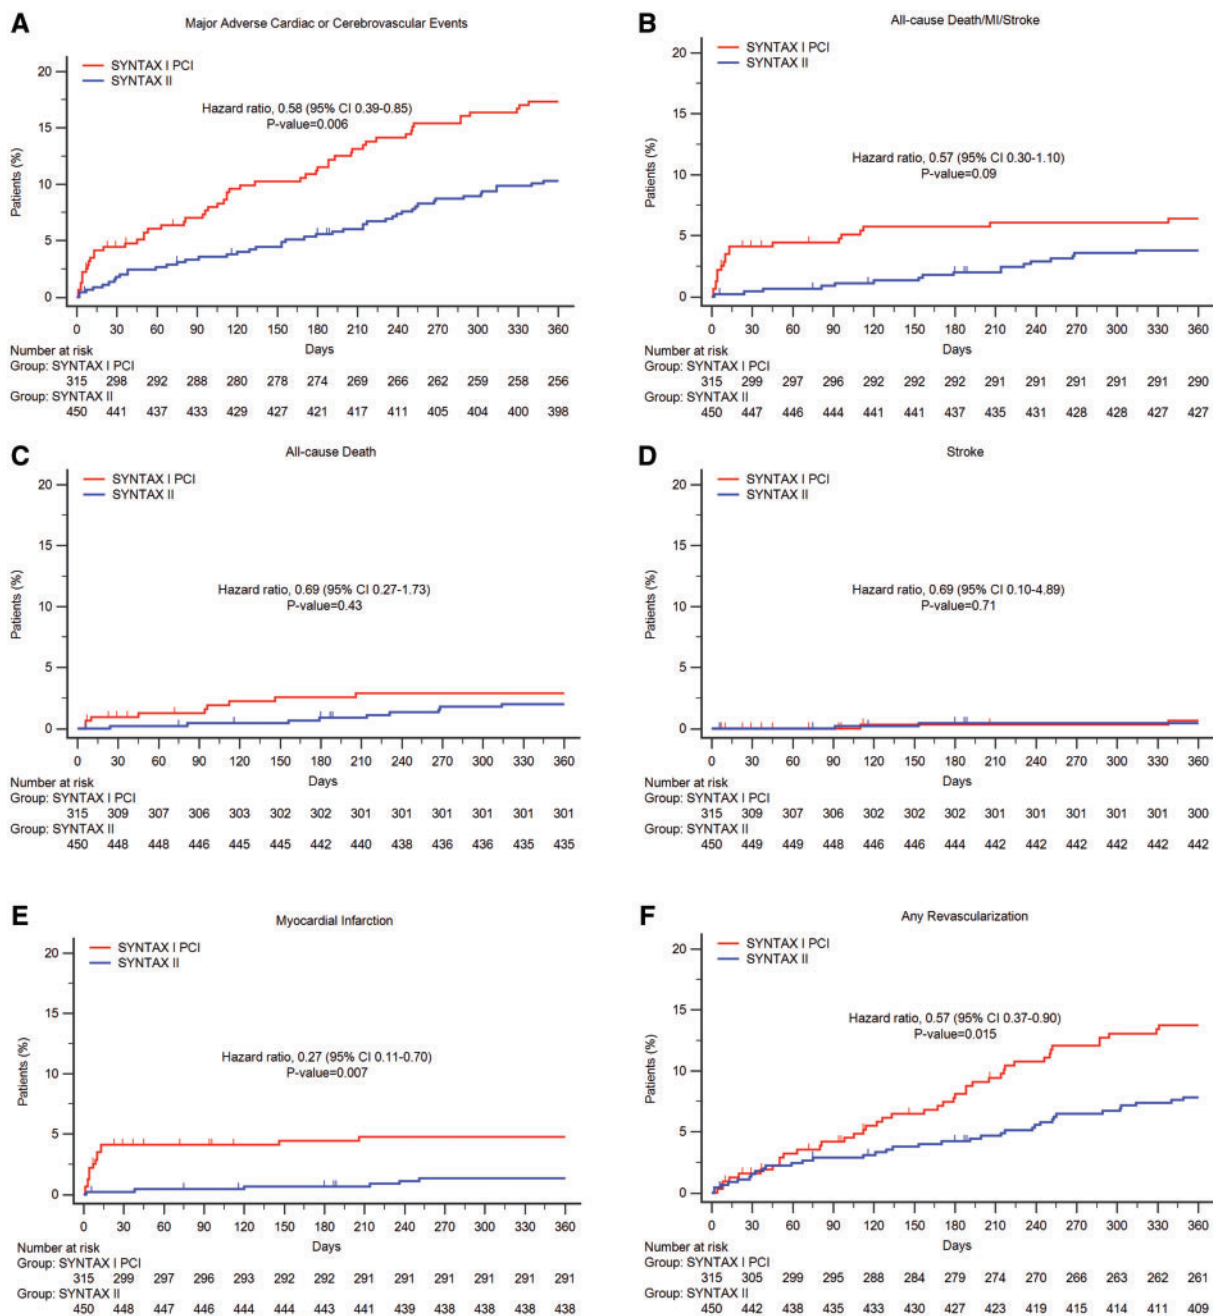 A
Major Adverse Cardiac or Cerebrovascular Events
SYNTAX I PCI
SYNTAX II
Hazard ratio, 0.58 (95% CI 0.39-0.85)
P-value=0.006
Patients (%)
20
15
10
5
0
0 30 60 90 120 150 180 210 240 270 300 330 360
Days
Number at risk
Group: SYNTAX I PCI
315 298 292 288 280 278 274 269 266 262 259 258 256
Group: SYNTAX II
450 441 437 433 429 427 421 417 411 405 404 400 398
B
All-cause Death/MI/Stroke
SYNTAX I PCI
SYNTAX II
Hazard ratio, 0.57 (95% CI 0.30-1.10)
P-value=0.09
Patients (%)
20
15
10
5
0
0 30 60 90 120 150 180 210 240 270 300 330 360
Days
Number at risk
Group: SYNTAX I PCI
315 299 297 296 292 292 292 291 291 291 291 291 290
Group: SYNTAX II
450 447 446 444 441 441 437 435 431 428 428 427 427
C
All-cause Death
SYNTAX I PCI
SYNTAX II
Hazard ratio, 0.69 (95% CI 0.27-1.73)
P-value=0.43
Patients (%)
20
15
10
5
0
0 30 60 90 120 150 180 210 240 270 300 330 360
Days
Number at risk
Group: SYNTAX I PCI
315 309 307 306 303 302 302 301 301 301 301 301 301
Group: SYNTAX II
450 448 448 446 445 445 442 440 438 436 436 435 435
D
Stroke
SYNTAX I PCI
SYNTAX II
Hazard ratio, 0.69 (95% CI 0.10-4.89)
P-value=0.71
Patients (%)
20
15
10
5
0
0 30 60 90 120 150 180 210 240 270 300 330 360
Days
Number at risk
Group: SYNTAX I PCI
315 309 307 306 302 302 302 301 301 301 301 301 300
Group: SYNTAX II
450 449 449 448 446 446 444 442 442 442 442 442 442
E
Myocardial Infarction
SYNTAX I PCI
SYNTAX II
Hazard ratio, 0.27 (95% CI 0.11-0.70)
P-value=0.007
Patients (%)
20
15
10
5
0
0 30 60 90 120 150 180 210 240 270 300 330 360
Days
Number at risk
Group: SYNTAX I PCI
315 299 297 296 293 292 292 291 291 291 291 291 291
Group: SYNTAX II
450 448 447 446 444 444 443 441 439 438 438 438 438
F
Any Revascularization
SYNTAX I PCI
SYNTAX II
Hazard ratio, 0.57 (95% CI 0.37-0.90)
P-value=0.015
Patients (%)
20
15
10
5
0
0 30 60 90 120 150 180 210 240 270 300 330 360
Days
Number at risk
Group: SYNTAX I PCI
315 305 299 295 288 284 279 274 270 266 263 262 261
Group: SYNTAX II
450 442 438 435 433 430 427 423 419 415 414 411 409